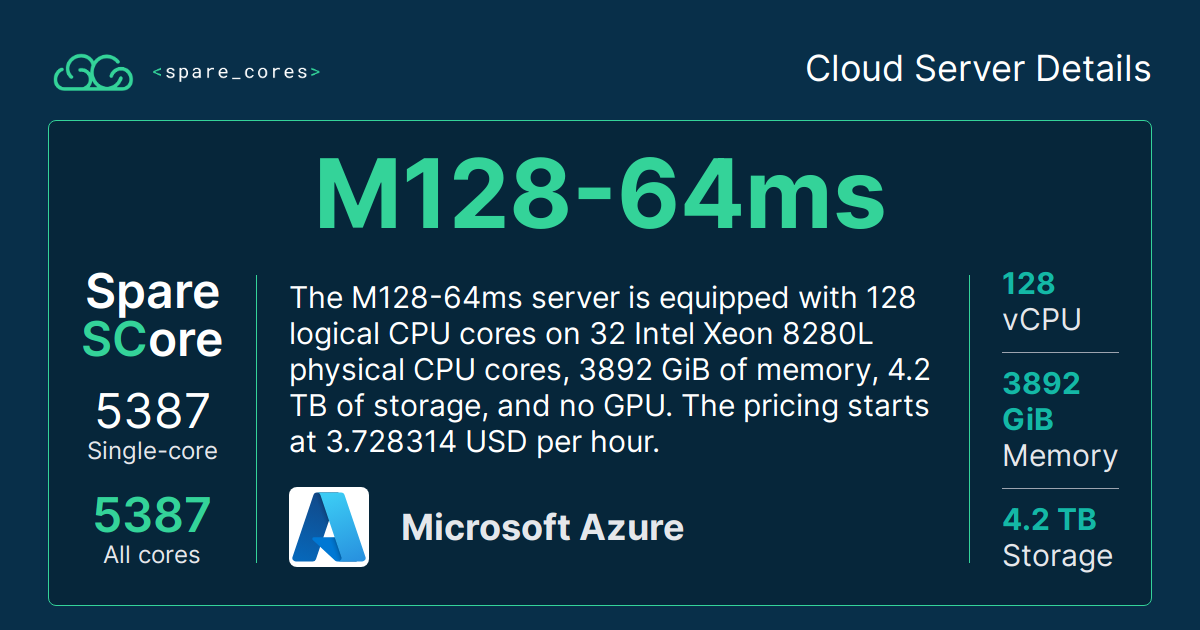 <spare_cores>
Cloud Server Details
M128-64ms
Spare
SCore
5387
Single-core
5387
All cores
The M128-64ms server is equipped with 128
logical CPU cores on 32 Intel Xeon 8280L
physical CPU cores, 3892 GiB of memory, 4.2
TB of storage, and no GPU. The pricing starts
at 3.728314 USD per hour.
Microsoft Azure
128
vCPU
3892
GiB
Memory
4.2 TB
Storage